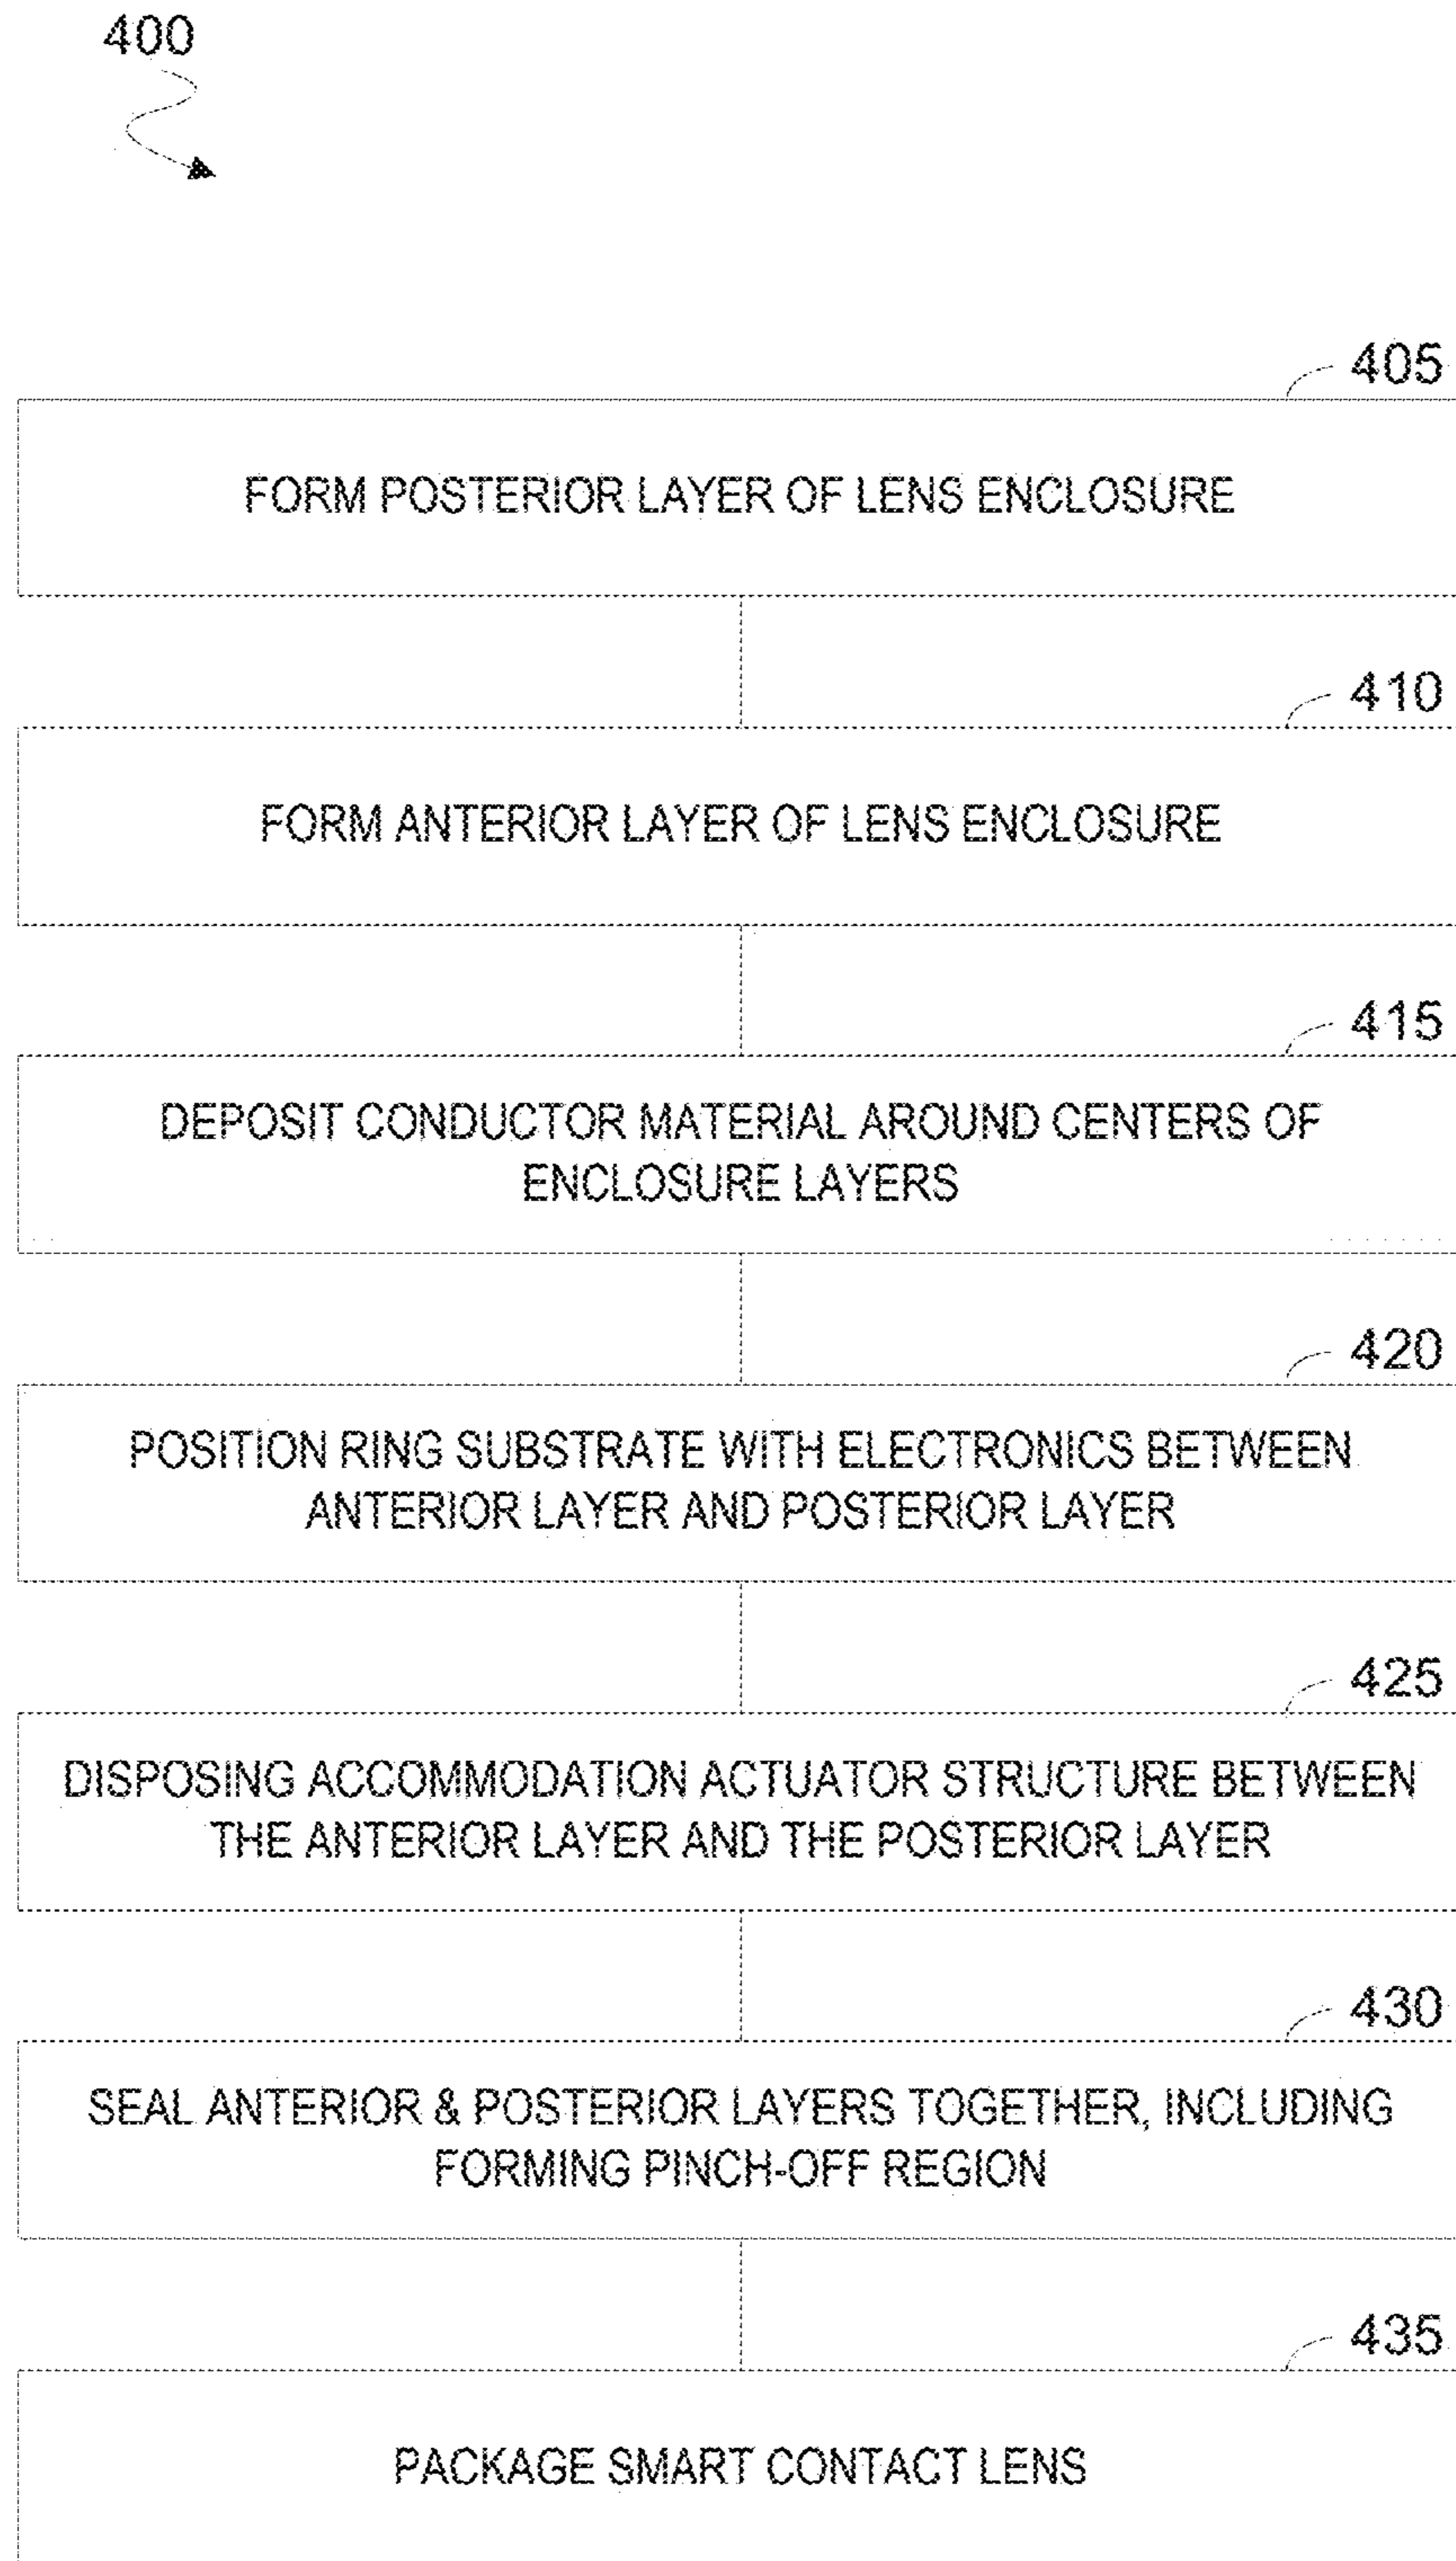 400
405
FORM POSTERIOR LAYER OF LENS ENCLOSURE
410
FORM ANTERIOR LAYER OF LENS ENCLOSURE
415
DEPOSIT CONDUCTOR MATERIAL AROUND CENTERS OF
ENCLOSURE LAYERS
420
POSITION RING SUBSTRATE WITH ELECTRONICS BETWEEN
ANTERIOR LAYER AND POSTERIOR LAYER
425
DISPOSING ACCOMMODATION ACTUATOR STRUCTURE BETWEEN
THE ANTERIOR LAYER AND THE POSTERIOR LAYER
430
SEAL ANTERIOR & POSTERIOR LAYERS TOGETHER, INCLUDING
FORMING PINCH-OFF REGION
435
PACKAGE SMART CONTACT LENS